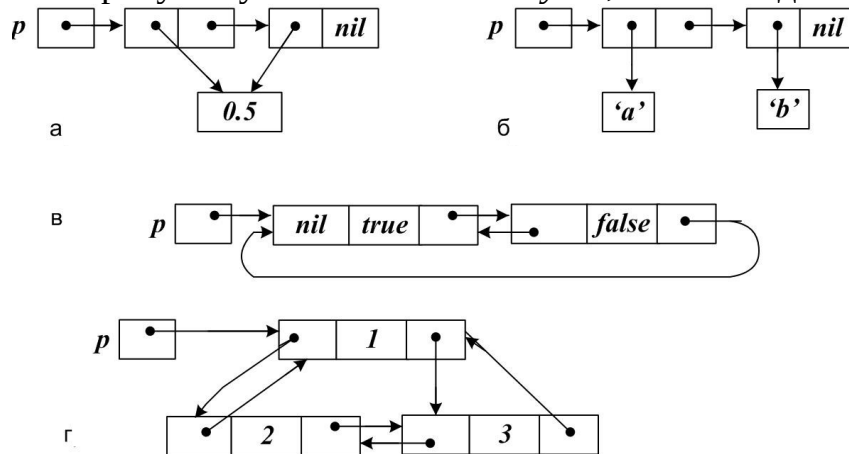 p nil p nil
0.5 'a' 'b'
а б
в p nil true false
p 1
г 2 3